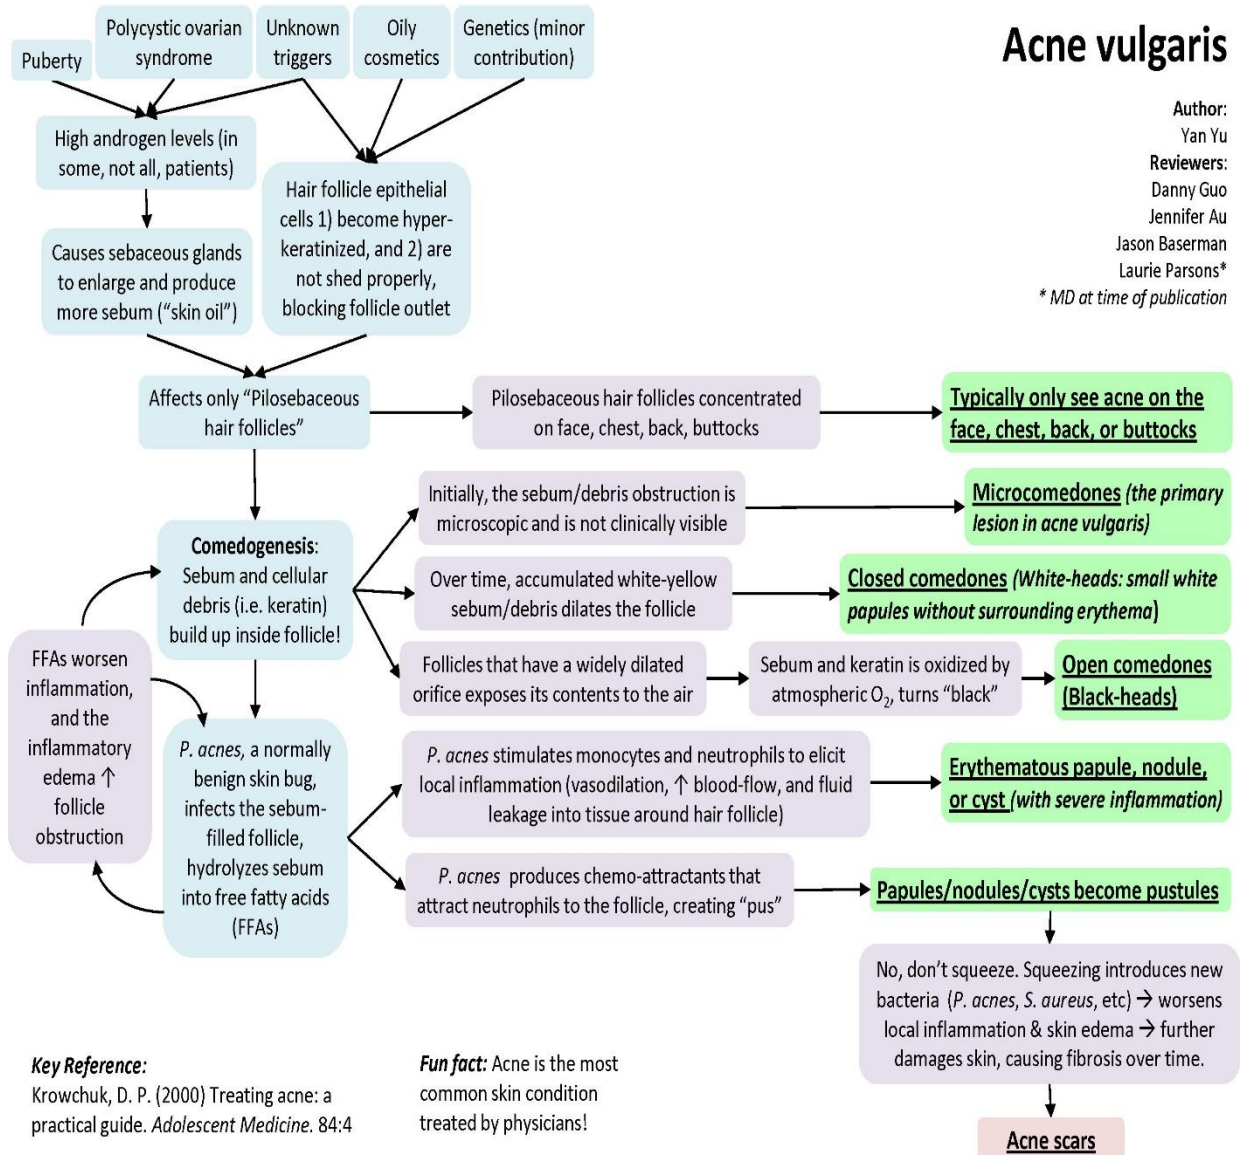 Acne vulgaris
Author:
Yan Yu
Reviewers:
Danny Guo
Jennifer Au
Jason Baserman
Laurie Parsons*
* MD at time of publication
Puberty
Polycystic ovarian
syndrome
Unknown
triggers
Oily
cosmetics
Genetics (minor
contribution)
High androgen levels (in
some, not all, patients)
Causes sebaceous glands
to enlarge and produce
more sebum (“skin oil”)
Hair follicle epithelial
cells 1) become hyper-
keratinized, and 2) are
not shed properly,
blocking follicle outlet
Affects only “Pilosebaceous
hair follicles”
Pilosebaceous hair follicles concentrated
on face, chest, back, buttocks
Typically only see acne on the
face, chest, back, or buttocks
Comedogenesis:
Sebum and cellular
debris (i.e. keratin)
build up inside follicle!
Initially, the sebum/debris obstruction is
microscopic and is not clinically visible
Microcomedones (the primary
lesion in acne vulgaris)
Over time, accumulated white-yellow
sebum/debris dilates the follicle
Closed comedones (White-heads: small white
papules without surrounding erythema)
Follicles that have a widely dilated
orifice exposes its contents to the air
Sebum and keratin is oxidized by
atmospheric O₂, turns “black”
Open comedones
(Black-heads)
FFAs worsen
inflammation,
and the
inflammatory
edema ↑
follicle
obstruction
P. acnes, a normally
benign skin bug,
infects the sebum-
filled follicle,
hydrolyzes sebum
into free fatty acids
(FFAs)
P. acnes stimulates monocytes and neutrophils to elicit
local inflammation (vasodilation, ↑ blood-flow, and fluid
leakage into tissue around hair follicle)
Erythematous papule, nodule,
or cyst (with severe inflammation)
P. acnes produces chemo-attractants that
attract neutrophils to the follicle, creating “pus”
Papules/nodules/cysts become pustules
No, don’t squeeze. Squeezing introduces new
bacteria (P. acnes, S. aureus, etc) → worsens
local inflammation & skin edema → further
damages skin, causing fibrosis over time.
Acne scars
Key Reference:
Krowchuk, D. P. (2000) Treating acne: a
practical guide. Adolescent Medicine. 84:4
Fun fact: Acne is the most
common skin condition
treated by physicians!